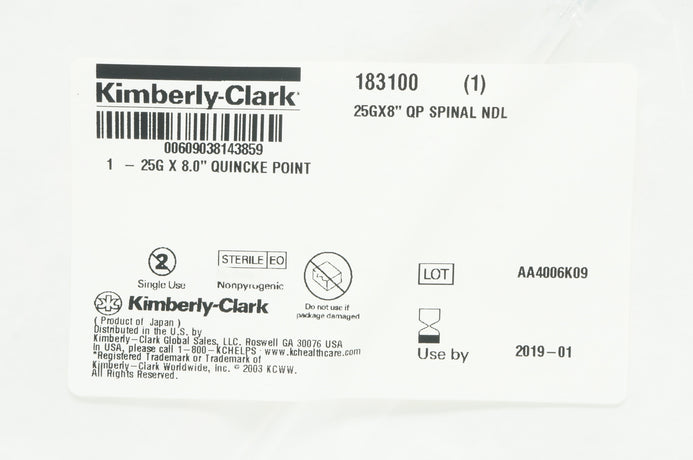 Kimberly-Clark
183100 (1)
25GX8" QP SPINAL NDL
00609038143859
1 - 25G X 8.0" QUINCKE POINT
2
Single Use
STERILE EO
Nonpyrogenic
Do not use if
package damaged
LOT
AA4006K09
Use by
2019-01
Kimberly-Clark
( Product of Japan )
Distributed in the U.S. by
Kimberly-Clark Global Sales, LLC. Roswell GA 30076 USA
In USA, please call 1-800-KCHELPS · www.kchealthcare.com
*Registered Trademark or Trademark of
Kimberly-Clark Worldwide, Inc. © 2003 KCWW.
All Rights Reserved.